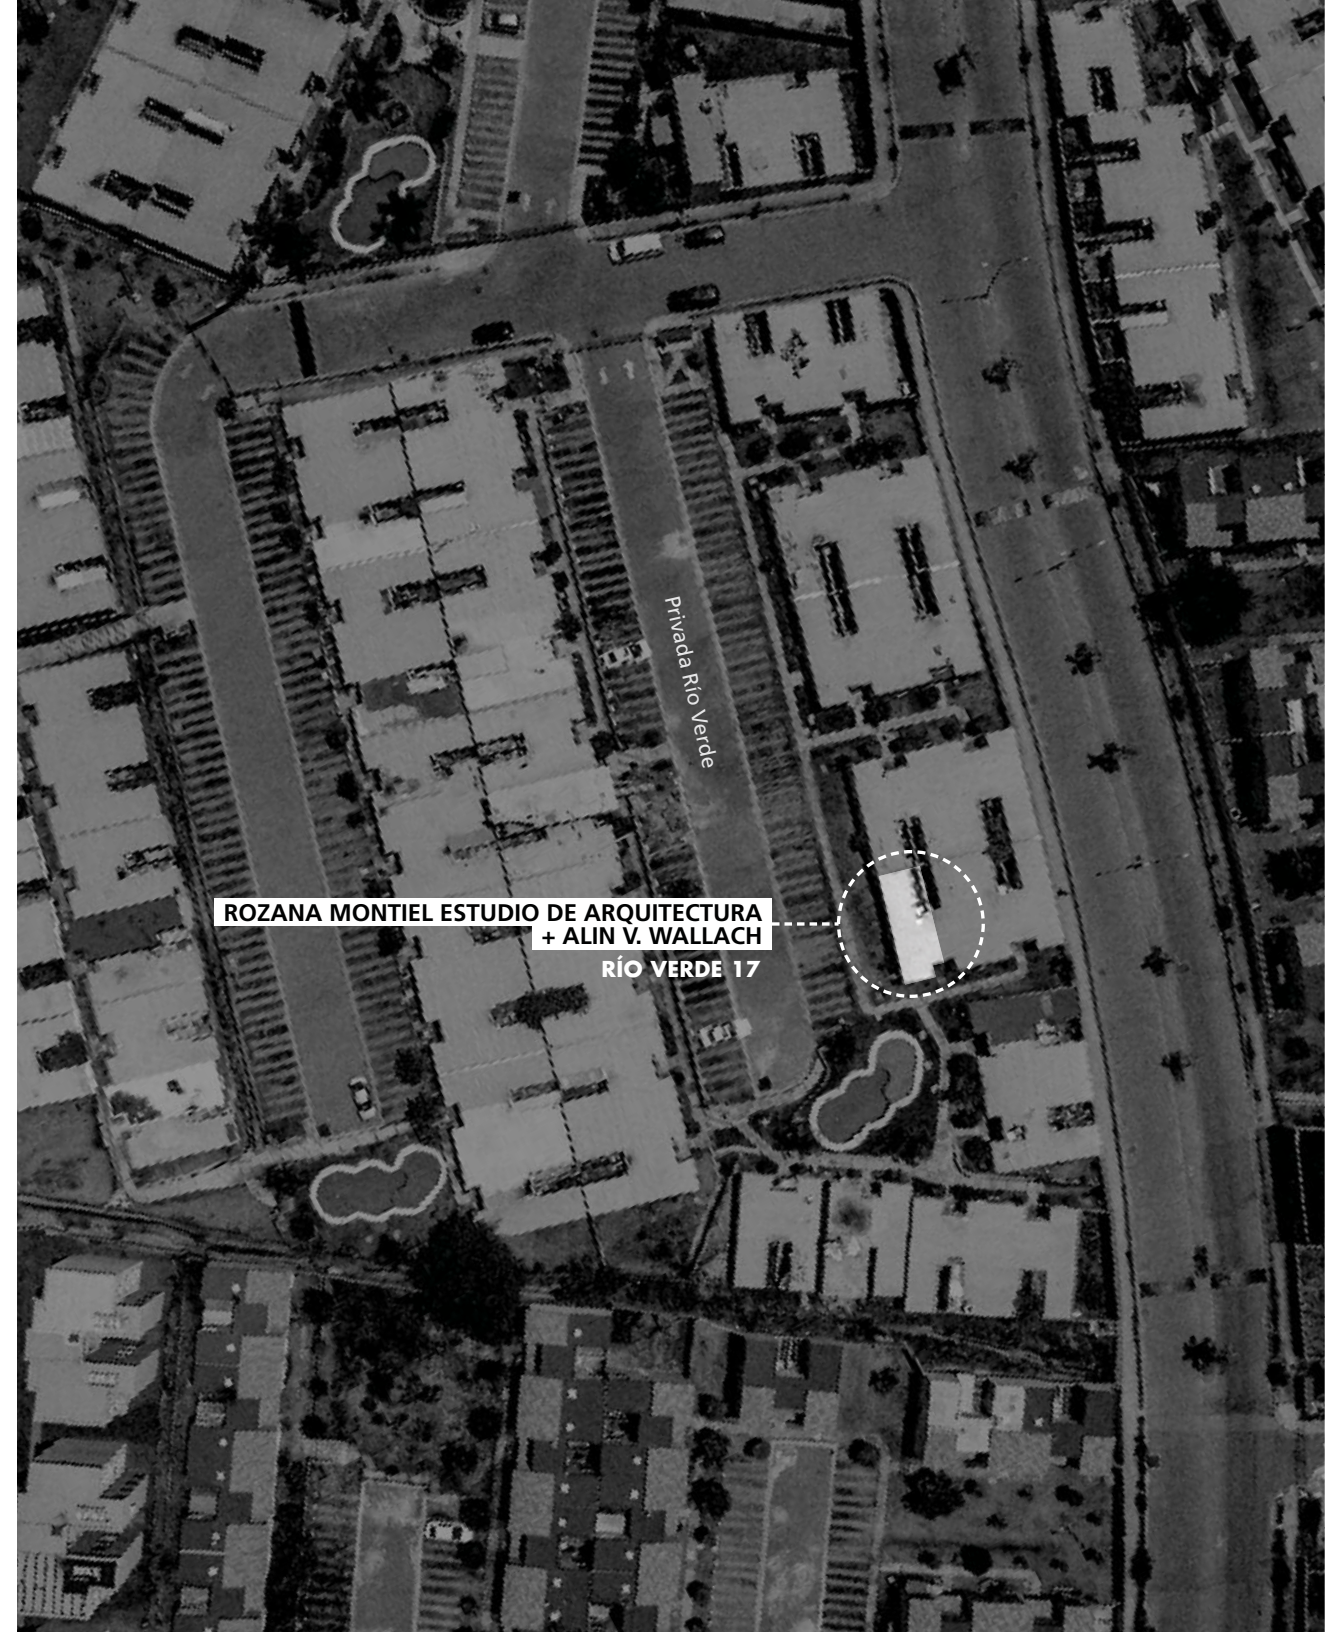 Privada Río Verde
ROZANA MONTIEL ESTUDIO DE ARQUITECTURA
+ ALIN V. WALLACH
RÍO VERDE 17